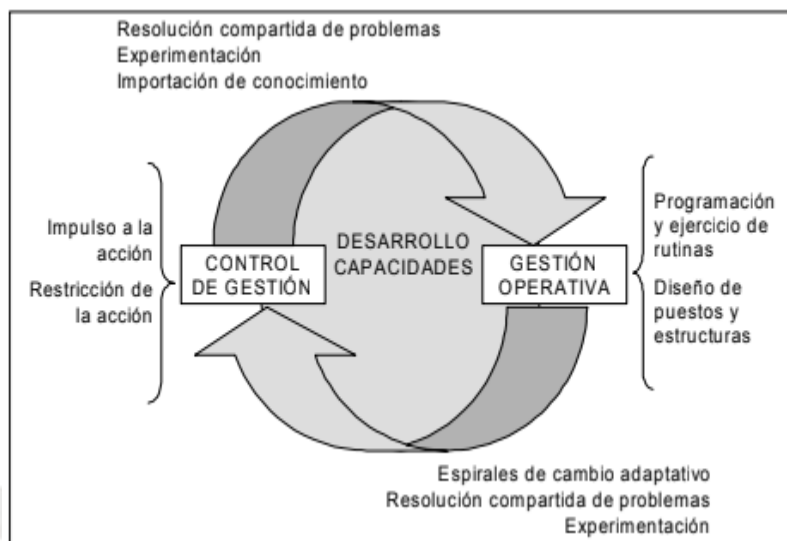 Resolución compartida de problemas
Experimentación
Importación de conocimiento
Impulso a la
acción
Restricción de
la acción
CONTROL
DE GESTIÓN
DESARROLLO
CAPACIDADES
GESTIÓN
OPERATIVA
Programación
y ejercicio de
rutinas
Diseño de
puestos y
estructuras
Espirales de cambio adaptativo
Resolución compartida de problemas
Experimentación